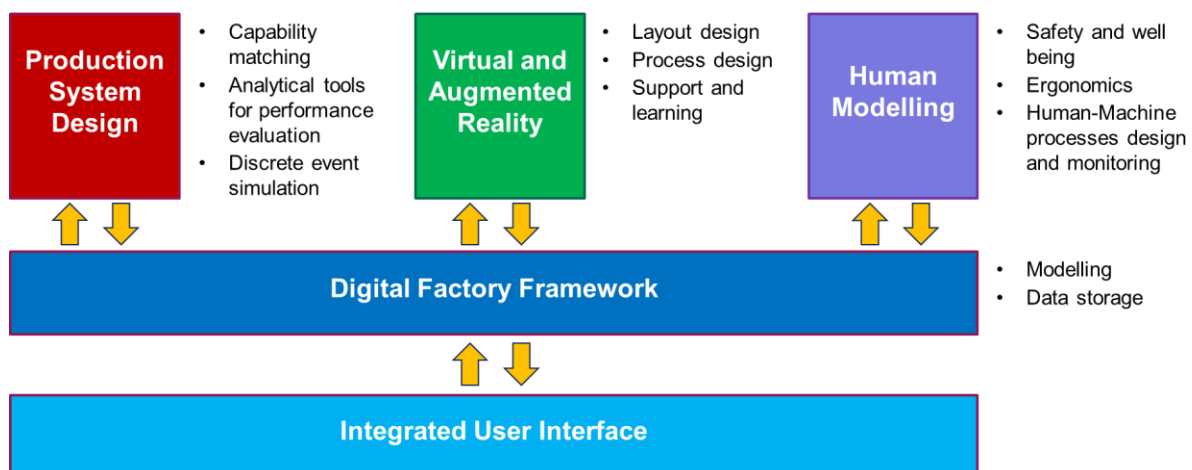 Production
System
Design
• Capability
matching
• Analytical tools
for performance
evaluation
• Discrete event
simulation
Virtual and
Augmented
Reality
• Layout design
• Process design
• Support and
learning
Human
Modelling
• Safety and well
being
• Ergonomics
• Human-Machine
processes design
and monitoring
Digital Factory Framework
• Modelling
• Data storage
Integrated User Interface